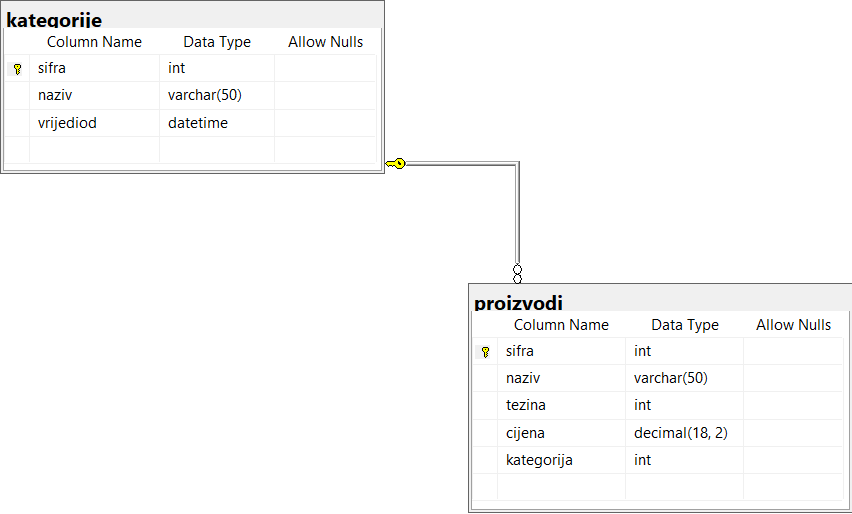 kategorije
Column Name Data Type Allow Nulls
sifra int
naziv varchar(50)
vrijediod datetime
proizvodi
Column Name Data Type Allow Nulls
sifra int
naziv varchar(50)
tezina int
cijena decimal(18, 2)
kategorija int